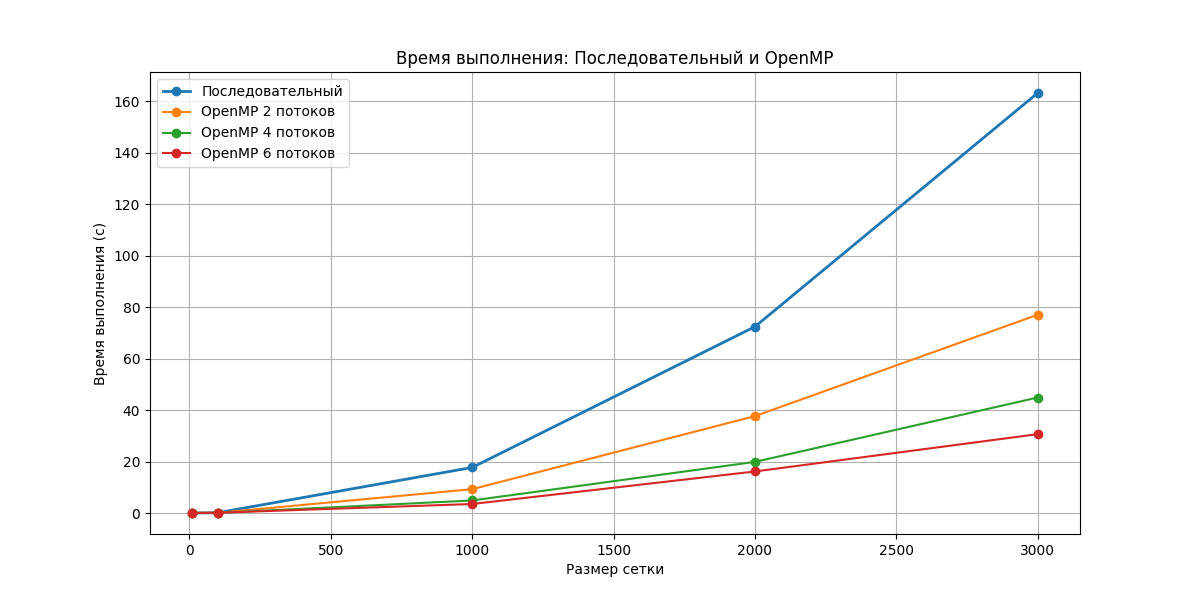 Время выполнения: Последовательный и OpenMP
Последовательный
OpenMP 2 потоков
OpenMP 4 потоков
OpenMP 6 потоков
Время выполнения (с)
160
140
120
100
80
60
40
20
0
0 500 1000 1500 2000 2500 3000
Размер сетки